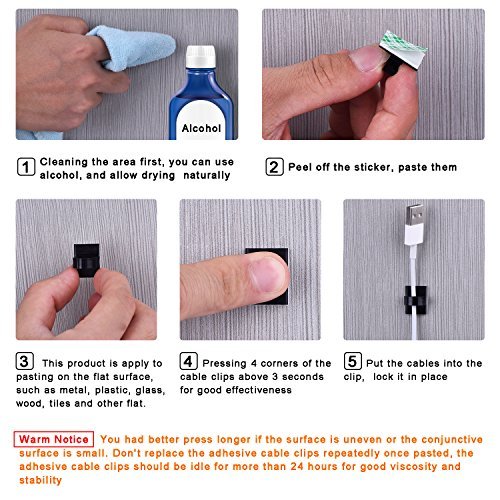 Alcohol
1 Cleaning the area first, you can use
alcohol, and allow drying naturally
2 Peel off the sticker, paste them
3 This product is apply to
pasting on the flat surface,
such as metal, plastic, glass,
wood, tiles and other flat.
4 Pressing 4 corners of the
cable clips above 3 seconds
for good effectiveness
5 Put the cables into the
clip, lock it in place
Warm Notice You had better press longer if the surface is uneven or the conjunctive
surface is small. Don't replace the adhesive cable clips repeatedly once pasted, the
adhesive cable clips should be idle for more than 24 hours for good viscosity and
stability